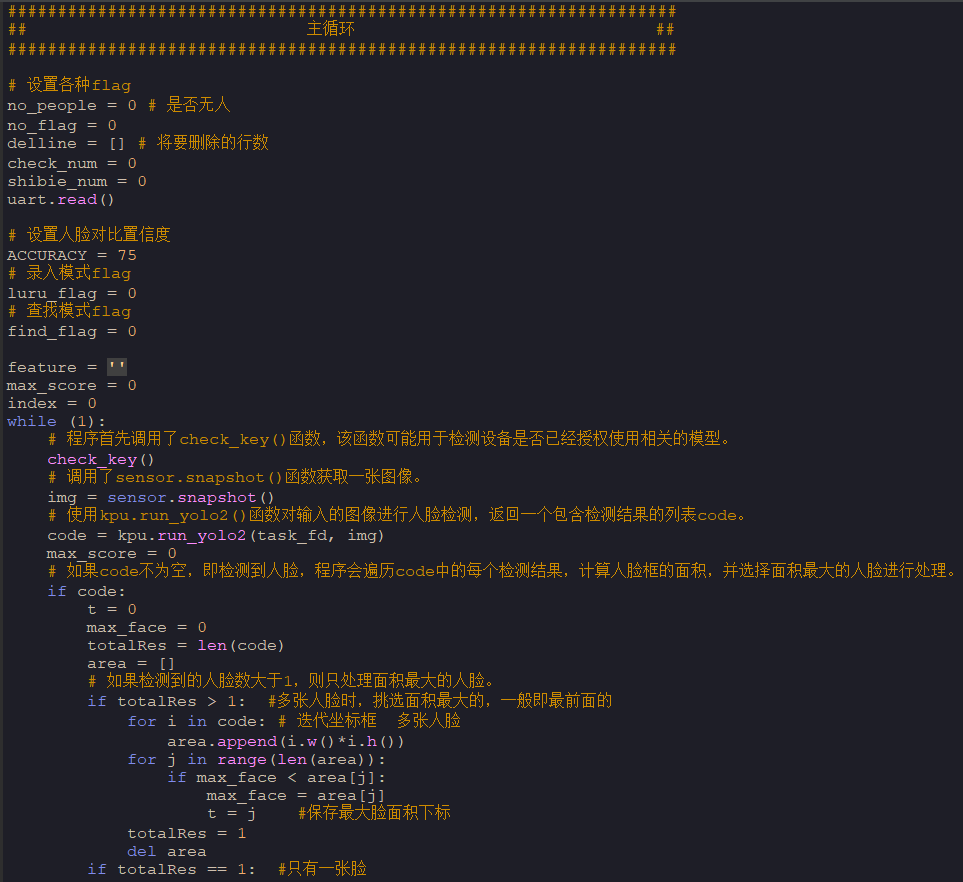 ###################################################################
##                            主循环                              ##
###################################################################
# 设置各种flag
no_people = 0 # 是否无人
no_flag = 0
delline = [] # 将要删除的行数
check_num = 0
shibie_num = 0
uart.read()
# 设置人脸对比置信度
ACCURACY = 75
# 录入模式flag
luru_flag = 0
# 查找模式flag
find_flag = 0
feature = ''
max_score = 0
index = 0
while (1):
    # 程序首先调用了check_key()函数，该函数可能用于检测设备是否已经授权使用相关的模型。
    check_key()
    # 调用了sensor.snapshot()函数获取一张图像。
    img = sensor.snapshot()
    # 使用kpu.run_yolo2()函数对输入的图像进行人脸检测，返回一个包含检测结果的列表code。
    code = kpu.run_yolo2(task_fd, img)
    max_score = 0
    # 如果code不为空，即检测到人脸，程序会遍历code中的每个检测结果，计算人脸框的面积，并选择面积最大的人脸进行处理。
    if code:
        t = 0
        max_face = 0
        totalRes = len(code)
        area = []
        # 如果检测到的人脸数大于1，则只处理面积最大的人脸。
        if totalRes > 1:  #多张人脸时，挑选面积最大的，一般即最前面的
            for i in code: # 迭代坐标框  多张人脸
                area.append(i.w()*i.h())
            for j in range(len(area)):
                if max_face < area[j]:
                    max_face = area[j]
                    t = j    #保存最大脸面积下标
            totalRes = 1
            del area
        if totalRes == 1:  #只有一张脸